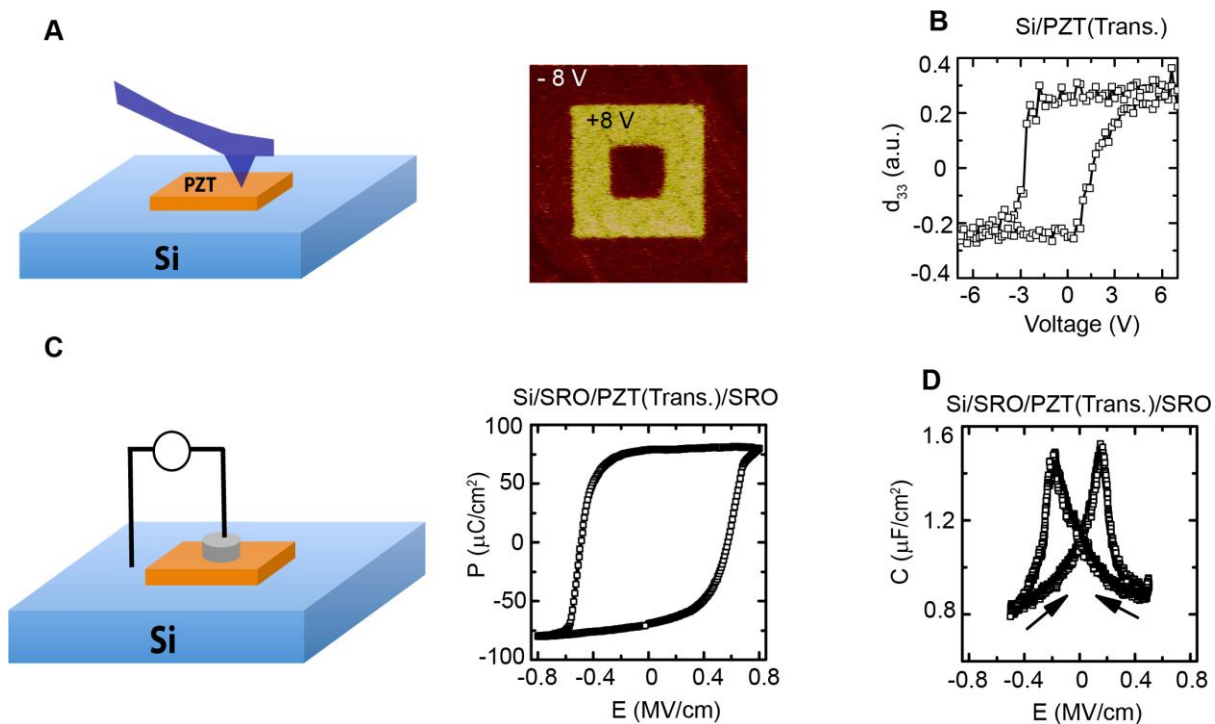 A
PZT
Si
- 8 V
+8 V
B
Si/PZT(Trans.)
d33 (a.u.)
0.4
0.2
0
-0.2
-0.4
-6 -3 0 3 6
Voltage (V)
C
Si
Si/SRO/PZT(Trans.)/SRO
P (μC/cm²)
100
75
50
0
-50
-75
-100
-0.8 -0.4 0 0.4 0.8
E (MV/cm)
D
Si/SRO/PZT(Trans.)/SRO
C (μF/cm²)
1.6
1.2
0.8
-0.8 -0.4 0 0.4 0.8
E (MV/cm)